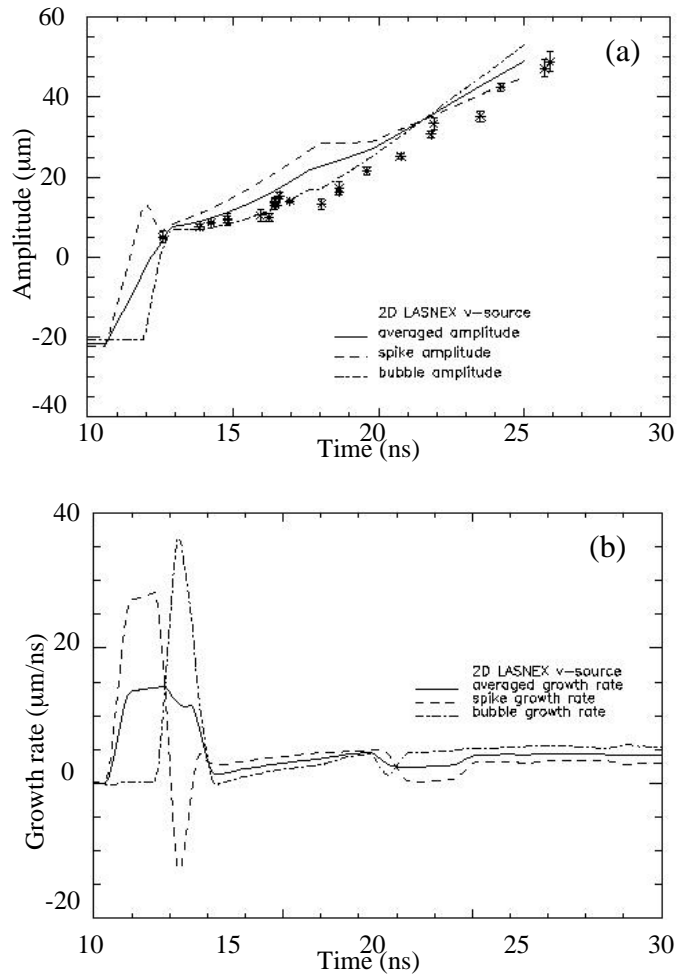 60
(a)
40
20
0
-20
-40
Amplitude (μm)
2D LASNEX v-source
averaged amplitude
spike amplitude
bubble amplitude
10
15
20
25
30
Time (ns)
40
(b)
20
0
-20
Growth rate (μm/ns)
2D LASNEX v-source
averaged growth rate
spike growth rate
bubble growth rate
10
15
20
25
30
Time (ns)